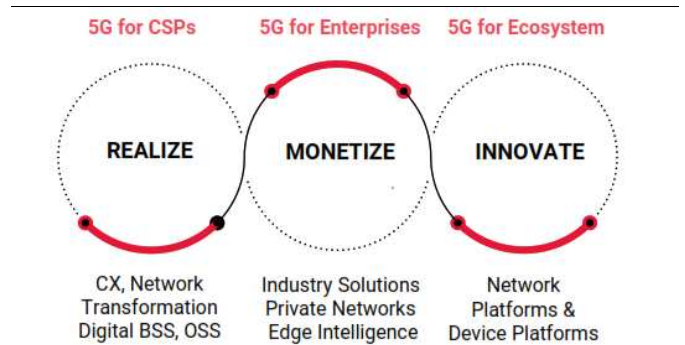 5G for CSPs
5G for Enterprises
5G for Ecosystem
REALIZE
MONETIZE
INNOVATE
CX, Network
Transformation
Digital BSS, OSS
Industry Solutions
Private Networks
Edge Intelligence
Network
Platforms &
Device Platforms